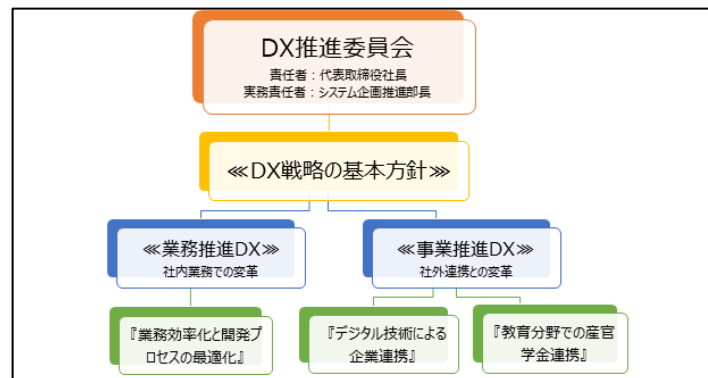 DX推進委員会
責任者：代表取締役社長
実務責任者：システム企画推進部長
≪DX戦略の基本方針≫
≪業務推進DX≫
社内業務での変革
≪事業推進DX≫
社外連携との変革
『業務効率化と開発プ
ロセスの最適化』
『デジタル技術による
企業連携』
『教育分野での産官
学金連携』